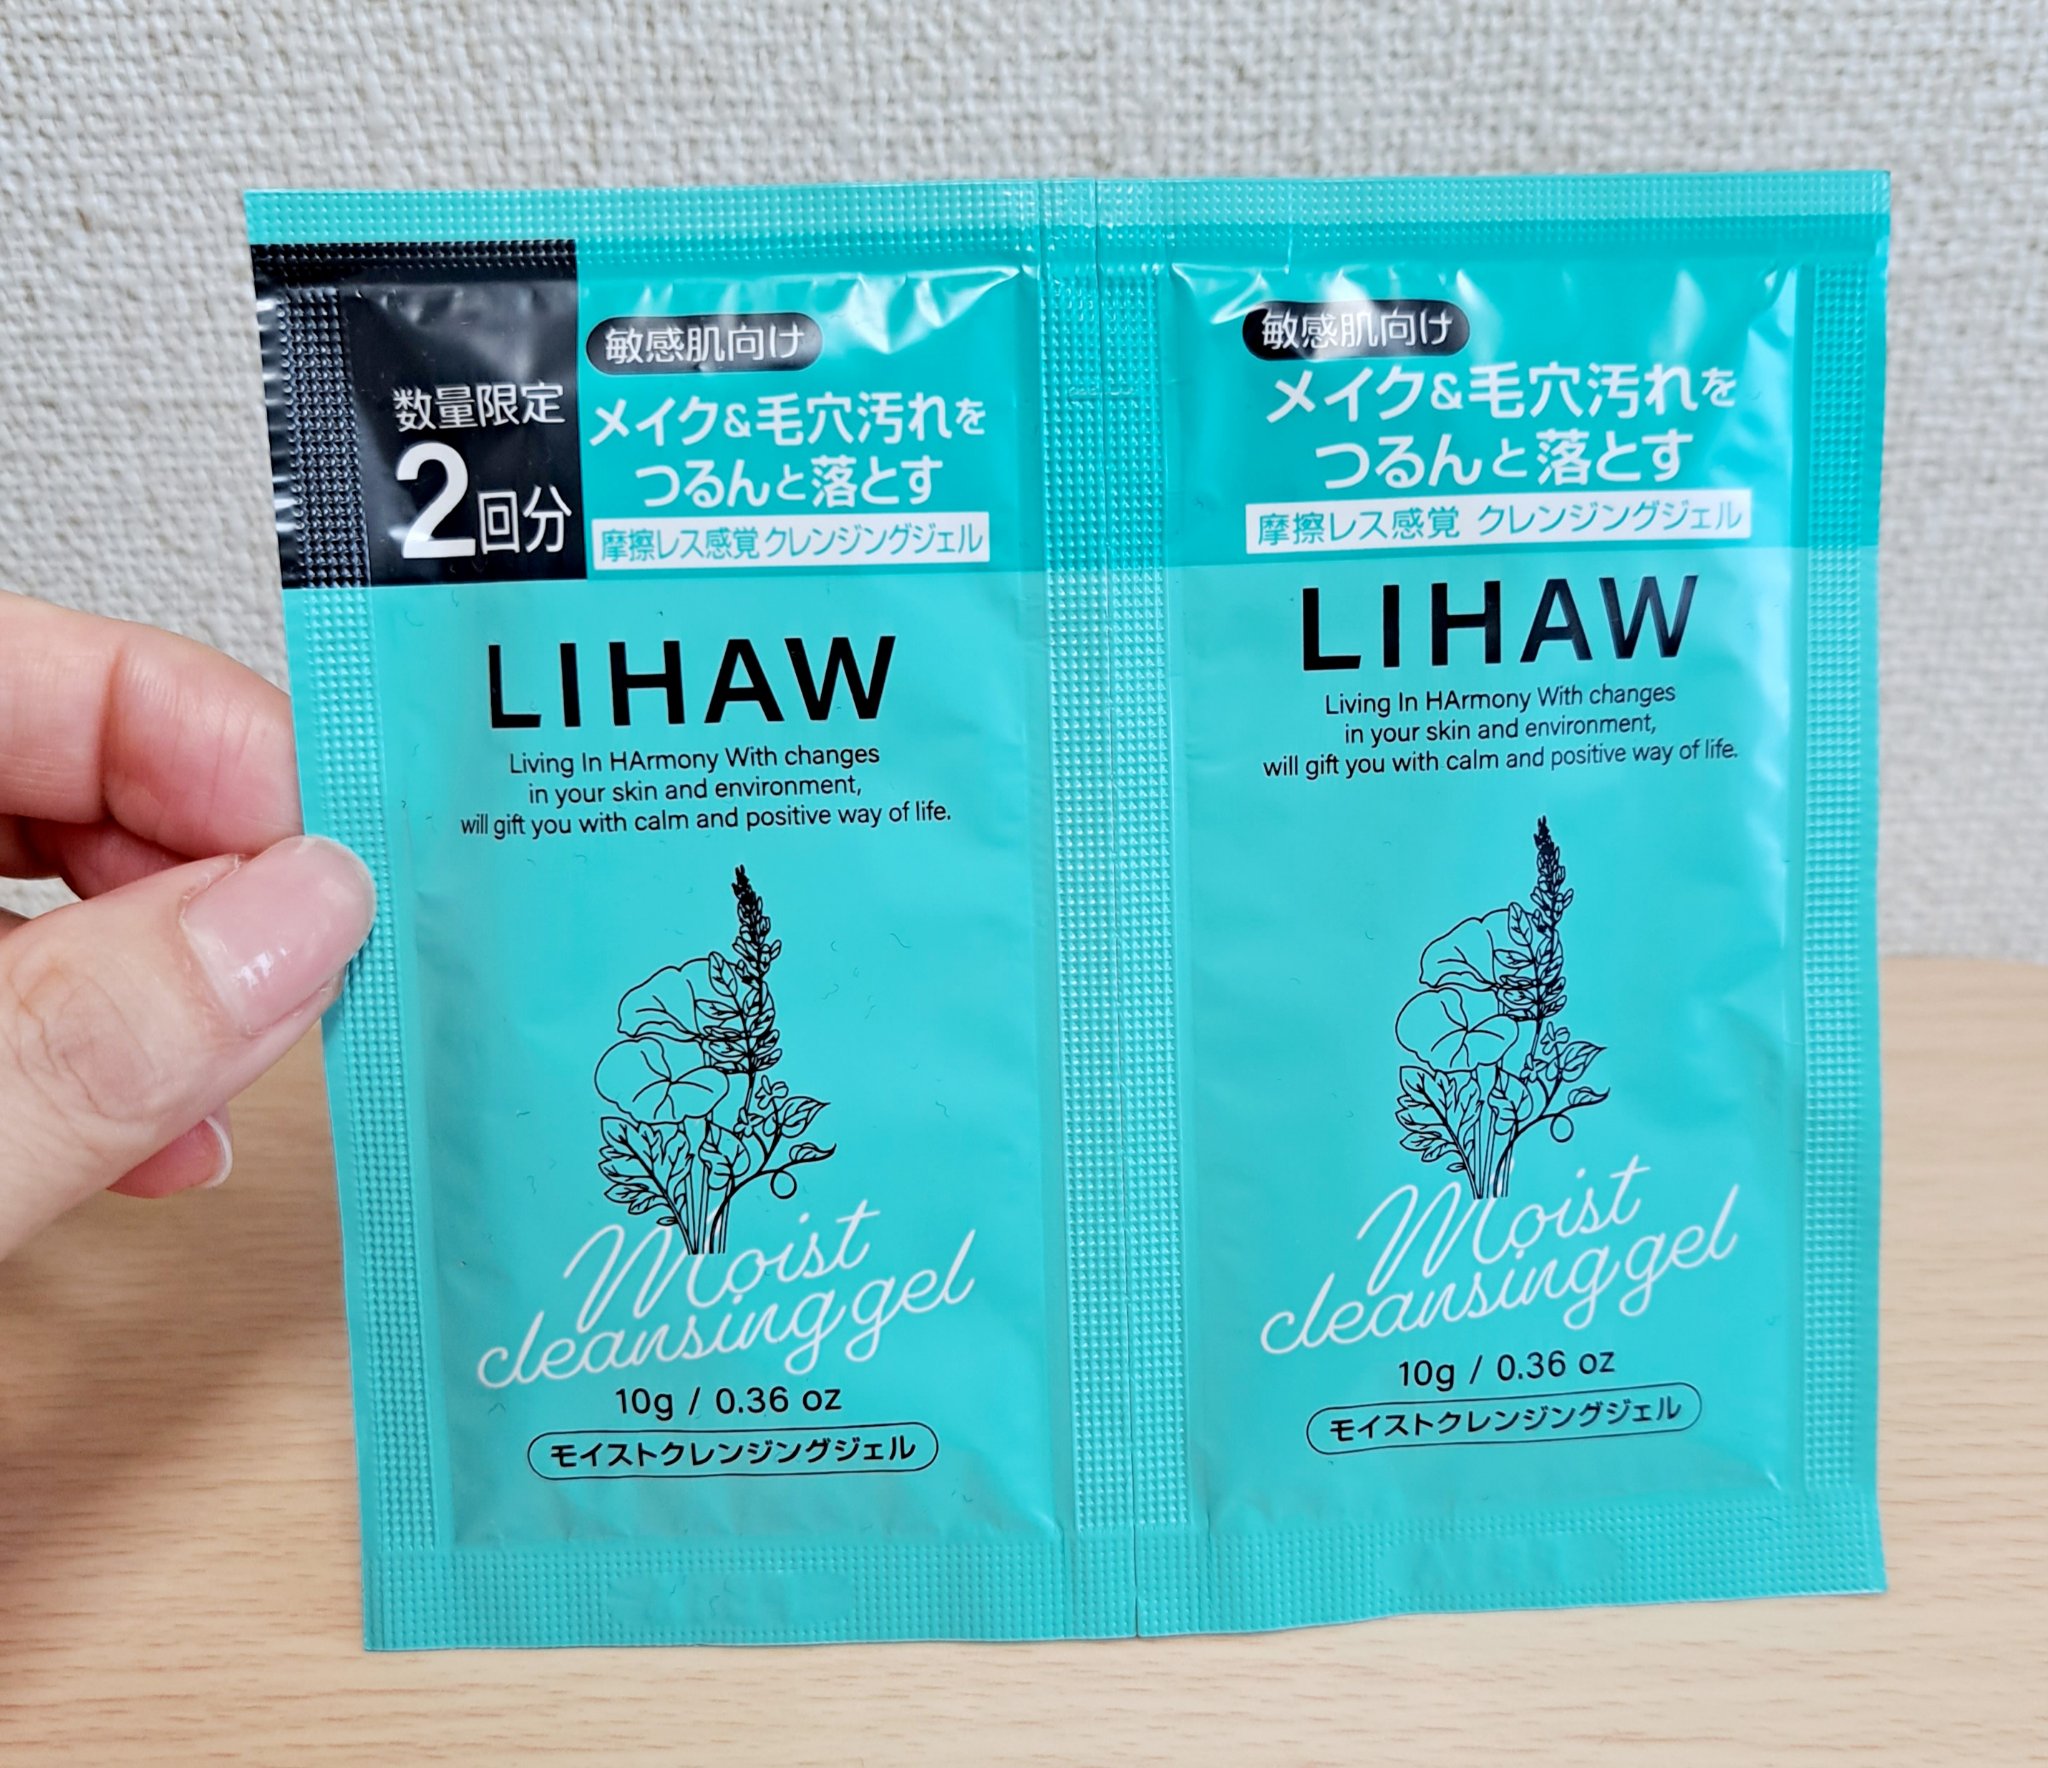 数量限定
2回分
敏感肌向け
メイク&毛穴汚れを
つるんと落とす
摩擦レス感覚 クレンジングジェル
LIHAW
Living In HArmony With changes
in your skin and environment,
will gift you with calm and positive way of life.
Moist
cleansing gel
10g / 0.36 oz
モイストクレンジングジェル
敏感肌向け
メイク&毛穴汚れを
つるんと落とす
摩擦レス感覚 クレンジングジェル
LIHAW
Living In HArmony With changes
in your skin and environment,
will gift you with calm and positive way of life.
Moist
cleansing gel
10g / 0.36 oz
モイストクレンジングジェル